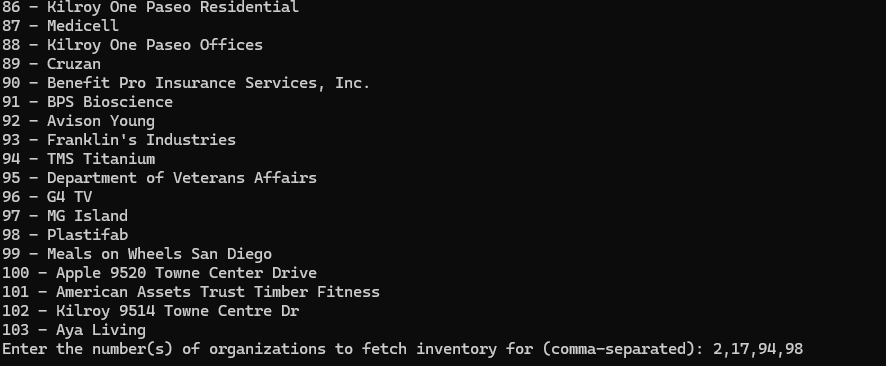 86 - Kilroy One Paseo Residential
87 - Medicell
88 - Kilroy One Paseo Offices
89 - Cruzan
90 - Benefit Pro Insurance Services, Inc.
91 - BPS Bioscience
92 - Avison Young
93 - Franklin's Industries
94 - TMS Titanium
95 - Department of Veterans Affairs
96 - G4 TV
97 - MG Island
98 - Plastifab
99 - Meals on Wheels San Diego
100 - Apple 9520 Towne Center Drive
101 - American Assets Trust Timber Fitness
102 - Kilroy 9514 Towne Centre Dr
103 - Aya Living
Enter the number(s) of organizations to fetch inventory for (comma-separated): 2,17,94,98